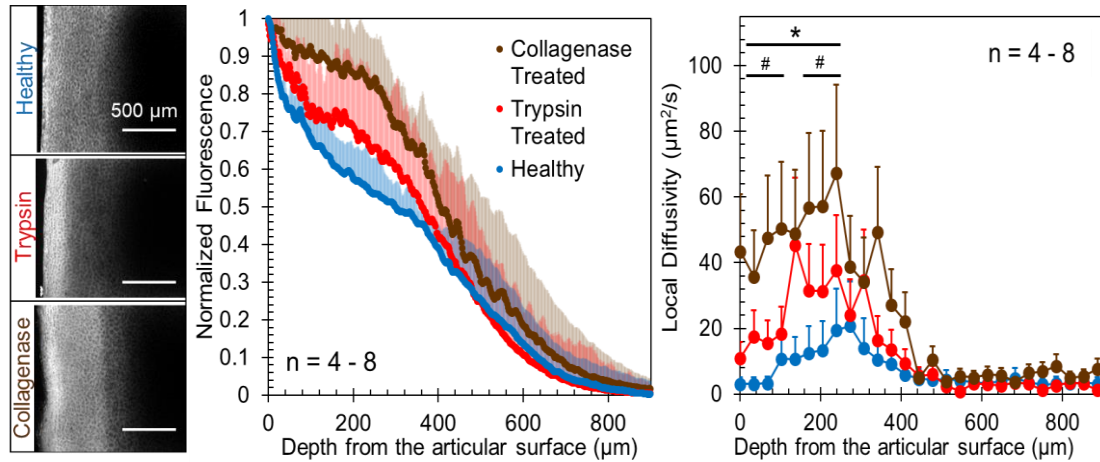 Healthy
500 µm
Trypsin
Collagenase
Normalized Fluorescence
1
0.9
0.8
0.7
0.6
0.5
0.4
0.3
0.2
0.1
0
Collagenase
Treated
Trypsin
Treated
Healthy
n = 4 - 8
0 200 400 600 800
Depth from the articular surface (µm)
Local Diffusivity (µm²/s)
100
80
60
40
20
0
*
# #
n = 4 - 8
0 200 400 600 800
Depth from the articular surface (µm)